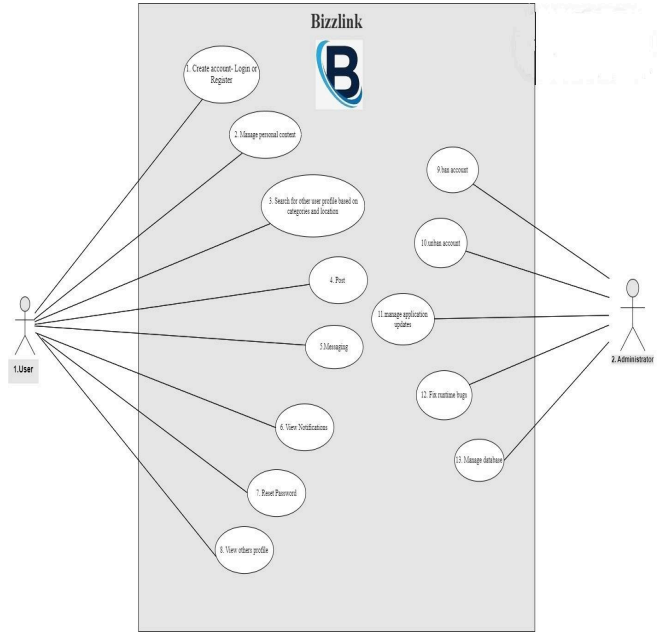 Bizzlink
B
1. Create account- Login or
Register
2. Manage personal content
3. Search for other user profile based on
categories and location
4. Post
5.Messaging
6. View Notifications
7. Reset Password
8. View others profile
1.User
9.ban account
10.unban account
11.manage application
updates
12. Fix runtime bugs
13. Manage database
2. Administrator